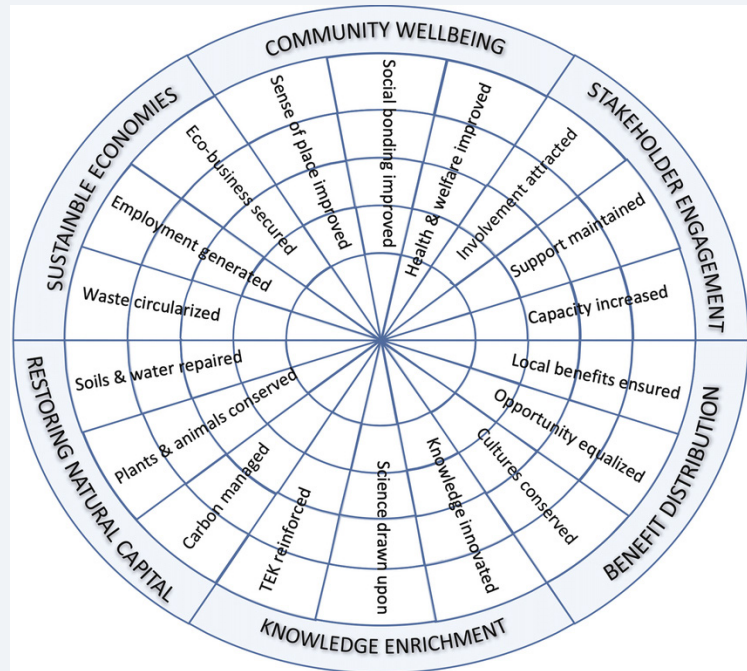 COMMUNITY WELLBEING
Sense of place improved
Social bonding improved
Health & welfare improved
STAKEHOLDER ENGAGEMENT
Involvement attracted
Support maintained
Capacity increased
BENEFIT DISTRIBUTION
Local benefits ensured
Opportunity equalized
Cultures conserved
KNOWLEDGE ENRICHMENT
Knowledge innovated
Science drawn upon
TEK reinforced
RESTORING NATURAL CAPITAL
Carbon managed
Plants & animals conserved
Soils & water repaired
SUSTAINBLE ECONOMIES
Waste circularized
Employment generated
Eco-business secured